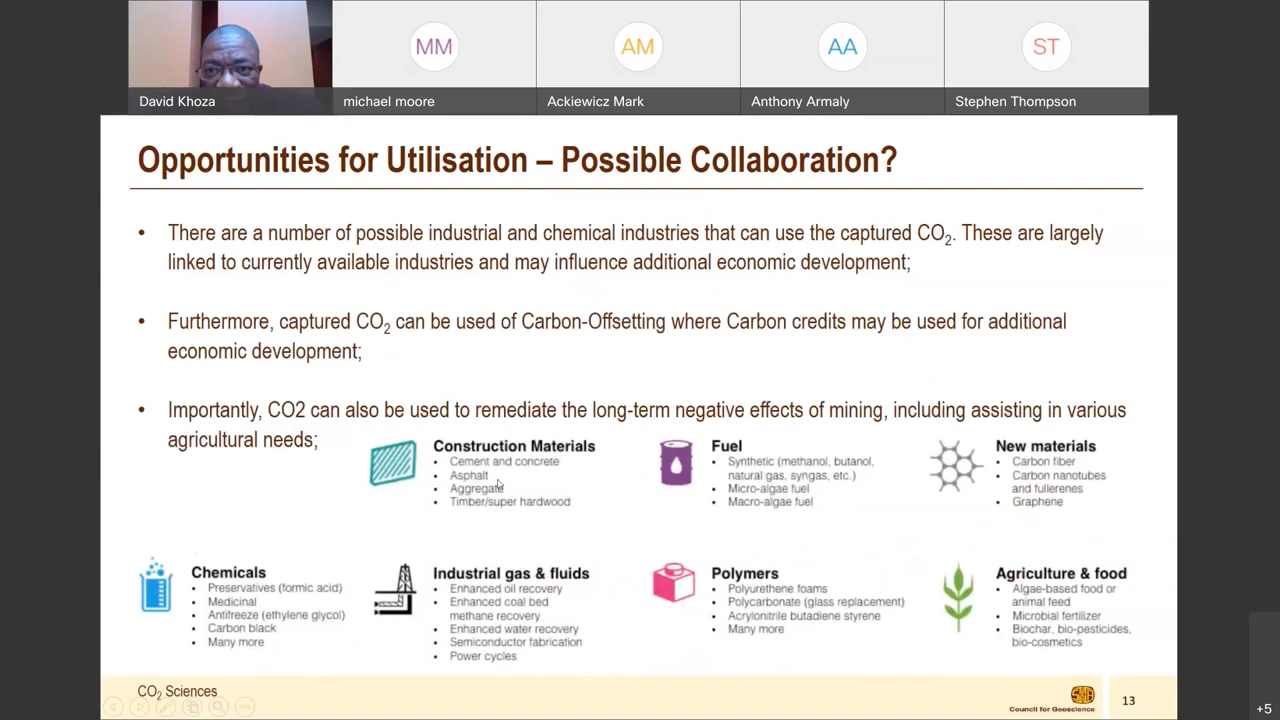 MM
AM
AA
ST
David Khoza
michael moore
Ackiewicz Mark
Anthony Armaly
Stephen Thompson
Opportunities for Utilisation – Possible Collaboration?
• There are a number of possible industrial and chemical industries that can use the captured CO2. These are largely
linked to currently available industries and may influence additional economic development;
• Furthermore, captured CO2 can be used of Carbon-Offsetting where Carbon credits may be used for additional
economic development;
• Importantly, CO2 can also be used to remediate the long-term negative effects of mining, including assisting in various
agricultural needs;
Construction Materials
• Cement and concrete
• Asphalt
• Aggregate
• Timber/super hardwood
Fuel
• Synthetic (methanol, butanol,
natural gas, syngas, etc.)
• Micro-algae fuel
• Macro-algae fuel
New materials
• Carbon fiber
• Carbon nanotubes
and fullerenes
• Graphene
Chemicals
• Preservatives (formic acid)
• Medicinal
• Antifreeze (ethylene glycol)
• Carbon black
• Many more
Industrial gas & fluids
• Enhanced oil recovery
• Enhanced coal bed
methane recovery
• Enhanced water recovery
• Semiconductor fabrication
• Power cycles
Polymers
• Polyurethene foams
• Polycarbonate (glass replacement)
• Acrylonitrile butadiene styrene
• Many more
Agriculture & food
• Algae-based food or
animal feed
• Microbial fertilizer
• Biochar, bio-pesticides,
bio-cosmetics
CO2 Sciences
Council for Geoscience
13
+5